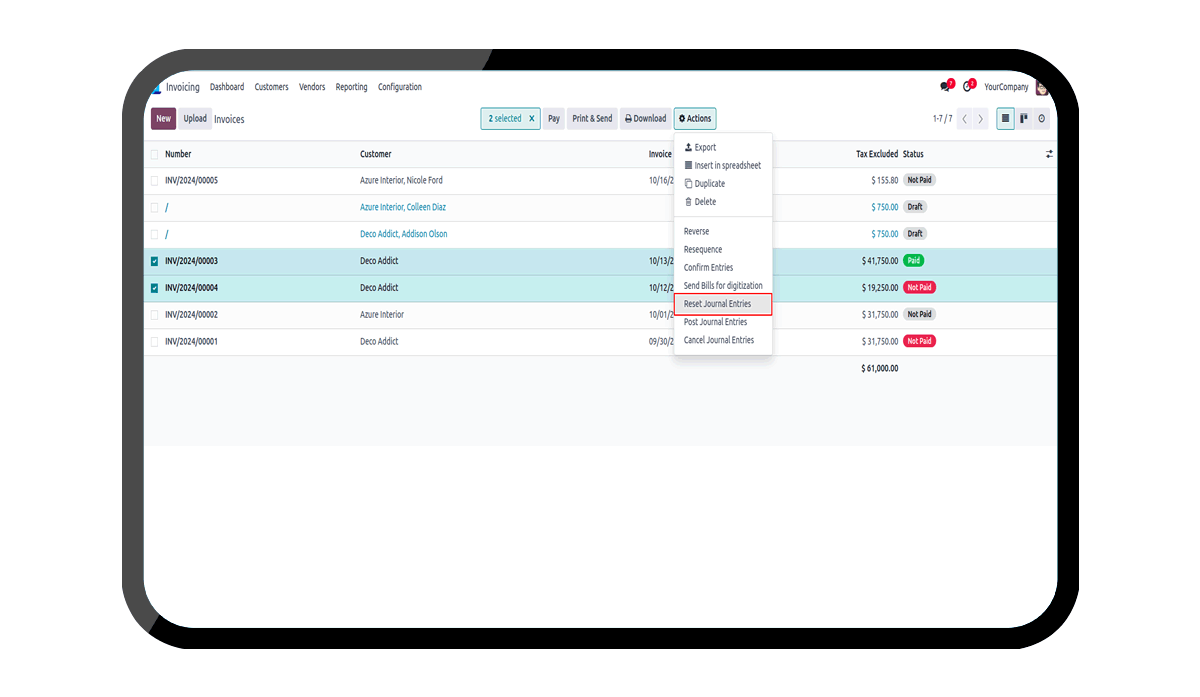 Invoicing Dashboard Customers Vendors Reporting Configuration 7 2 YourCompany
New Upload Invoices 2 selected X Pay Print & Send Download Actions 1-7 / 7
Export
Insert in spreadsheet
Duplicate
Delete
Reverse
Resequence
Confirm Entries
Send Bills for digitization
Reset Journal Entries
Post Journal Entries
Cancel Journal Entries
Number Customer Invoice Tax Excluded Status
INV/2024/00005 Azure Interior, Nicole Ford 10/16/2 $ 155.80 Not Paid
/ Azure Interior, Colleen Diaz $ 750.00 Draft
/ Deco Addict, Addison Olson $ 750.00 Draft
INV/2024/00003 Deco Addict 10/13/2 $ 41,750.00 Paid
INV/2024/00004 Deco Addict 10/12/2 $ 19,250.00 Not Paid
INV/2024/00002 Azure Interior 10/01/2 $ 31,750.00 Not Paid
INV/2024/00001 Deco Addict 09/30/2 $ 31,750.00 Not Paid
$ 61,000.00